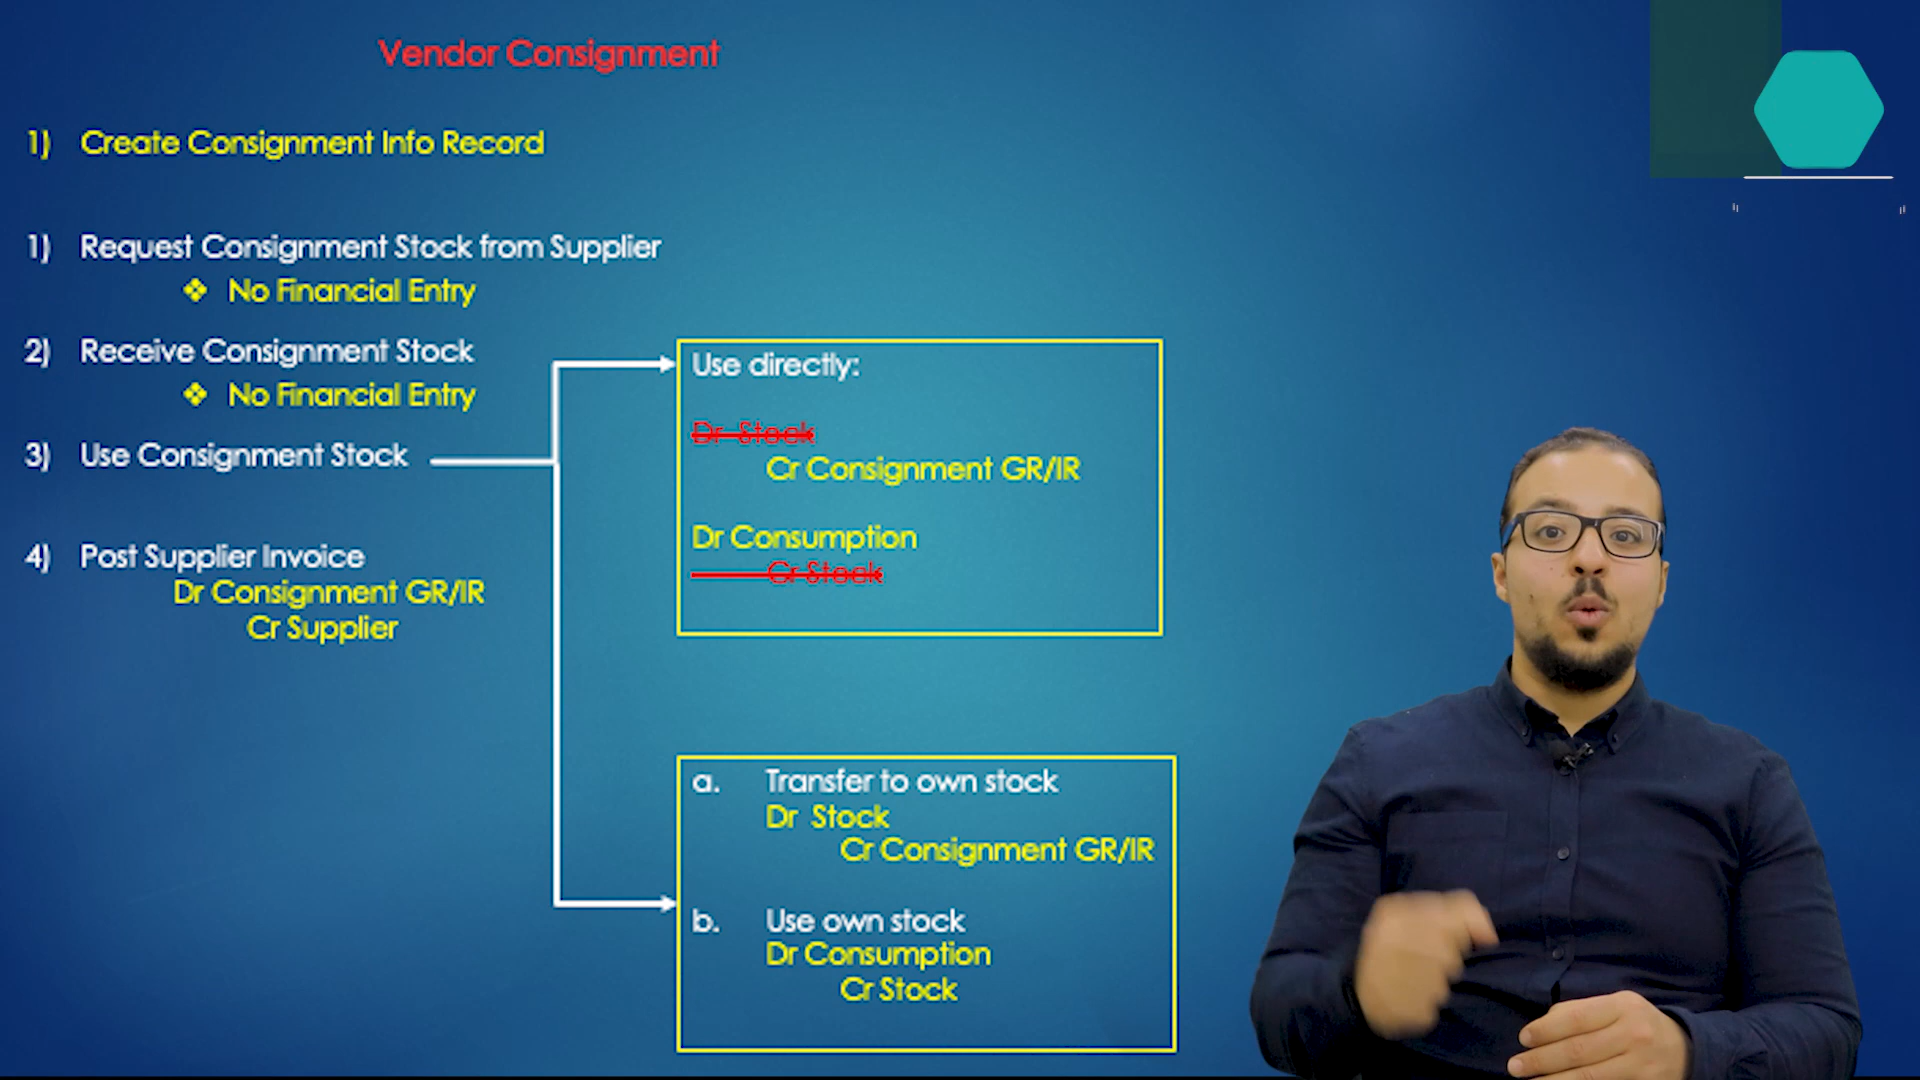 Vendor Consignment
1) Create Consignment Info Record
1) Request Consignment Stock from Supplier
❖ No Financial Entry
2) Receive Consignment Stock
❖ No Financial Entry
3) Use Consignment Stock
4) Post Supplier Invoice
Dr Consignment GR/IR
Cr Supplier
Use directly:
Dr Stock
Cr Consignment GR/IR
Dr Consumption
Cr Stock
a. Transfer to own stock
Dr Stock
Cr Consignment GR/IR
b. Use own stock
Dr Consumption
Cr Stock